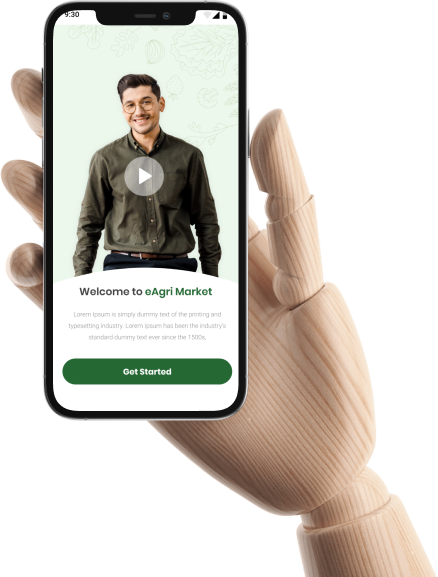 9:30
Welcome to eAgri Market
Lorem Ipsum is simply dummy text of the printing and
typesetting industry. Lorem Ipsum has been the industry's
standard dummy text ever since the 1500s,
Get Started